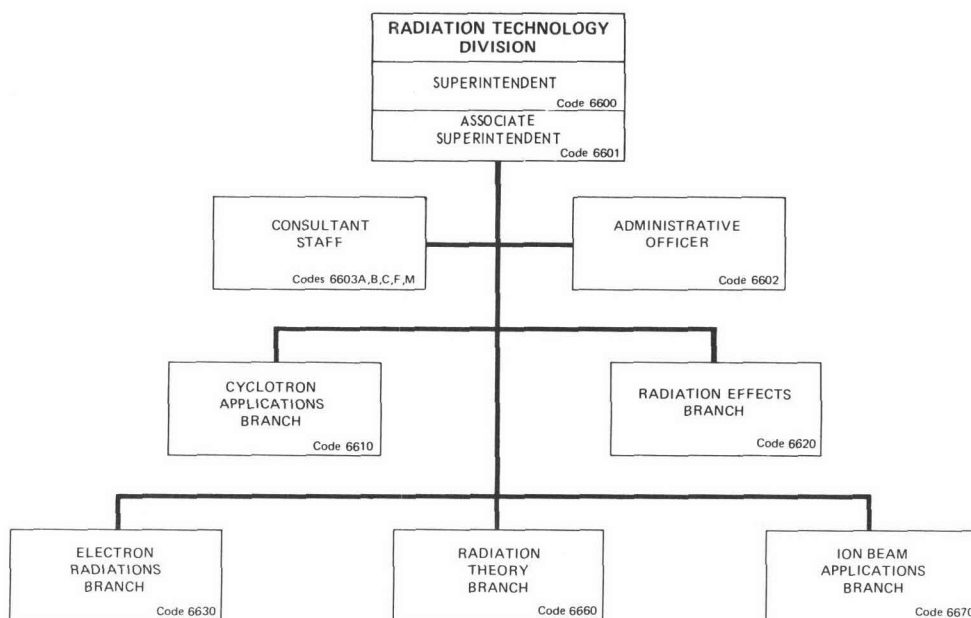 RADIATION TECHNOLOGY
DIVISION
SUPERINTENDENT
Code 6600
ASSOCIATE
SUPERINTENDENT
Code 6601
CONSULTANT
STAFF
Codes 6603A,B,C,F,M
ADMINISTRATIVE
OFFICER
Code 6602
CYCLOTRON
APPLICATIONS
BRANCH
Code 6610
RADIATION EFFECTS
BRANCH
Code 6620
ELECTRON
RADIATIONS
BRANCH
Code 6630
RADIATION
THEORY
BRANCH
Code 6660
ION BEAM
APPLICATIONS
BRANCH
Code 6670